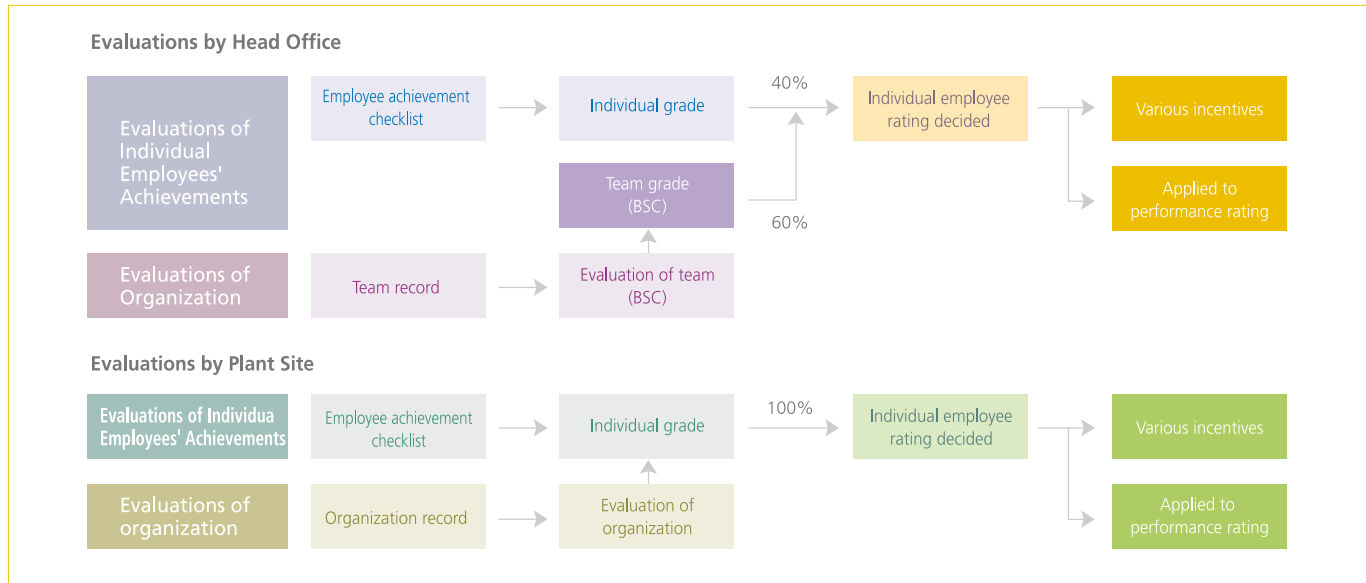 Evaluations by Head Office
Evaluations of
Individual
Employees'
Achievements
Employee achievement
checklist
Individual grade
40%
Individual employee
rating decided
Various incentives
Team grade
(BSC)
60%
Applied to
performance rating
Evaluations of
Organization
Team record
Evaluation of team
(BSC)
Evaluations by Plant Site
Evaluations of Individua
Employees' Achievements
Employee achievement
checklist
Individual grade
100%
Individual employee
rating decided
Various incentives
Evaluations of
organization
Organization record
Evaluation of
organization
Applied to
performance rating